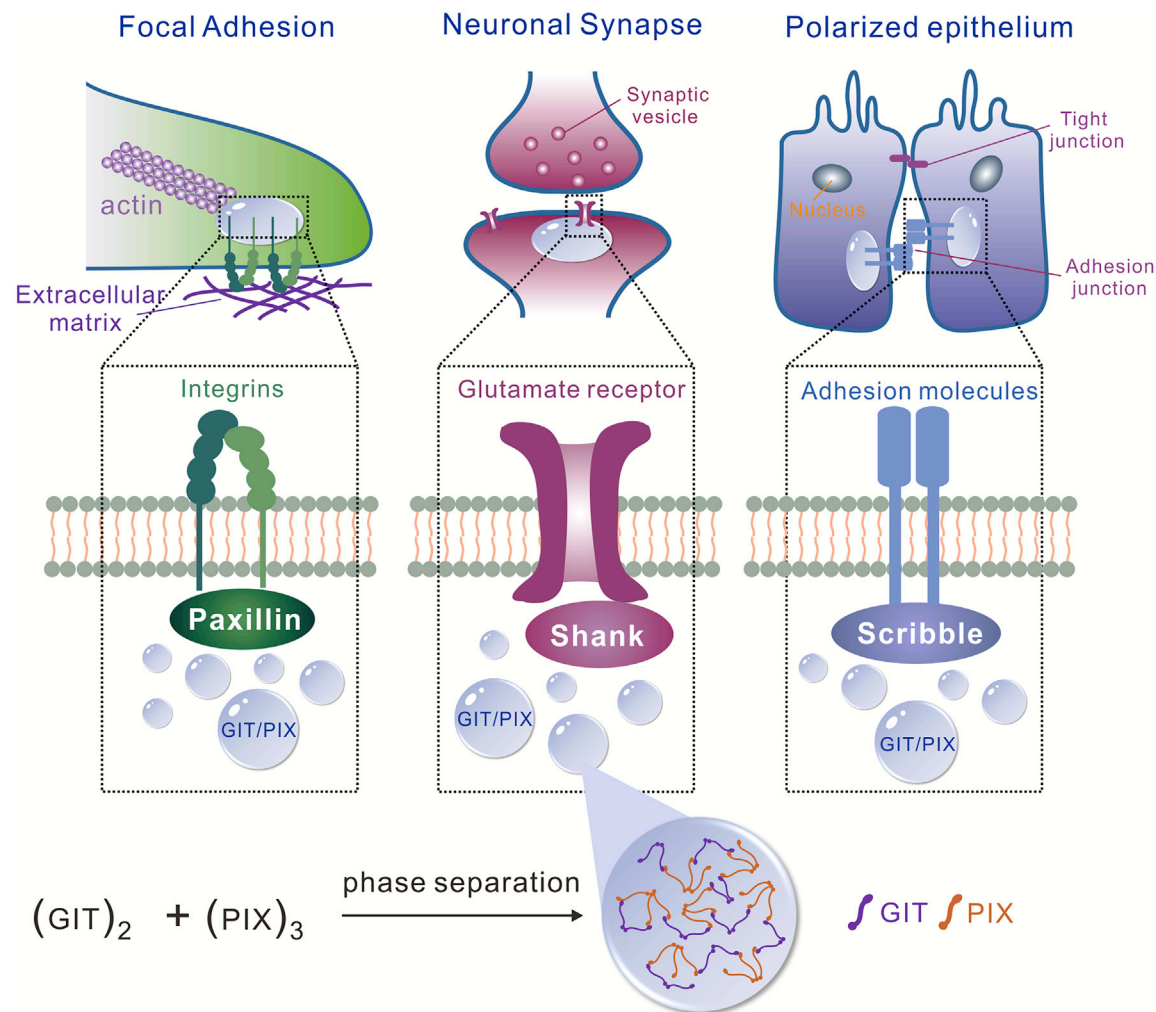 Focal Adhesion
Neuronal Synapse
Polarized epithelium
actin
Extracellular
matrix
Synaptic
vesicle
Tight
junction
Nucleus
Adhesion
junction
Integrins
Glutamate receptor
Adhesion molecules
Paxillin
Shank
Scribble
GIT/PIX
GIT/PIX
GIT/PIX
(GIT)2 + (PIX)3
phase separation
GIT
PIX